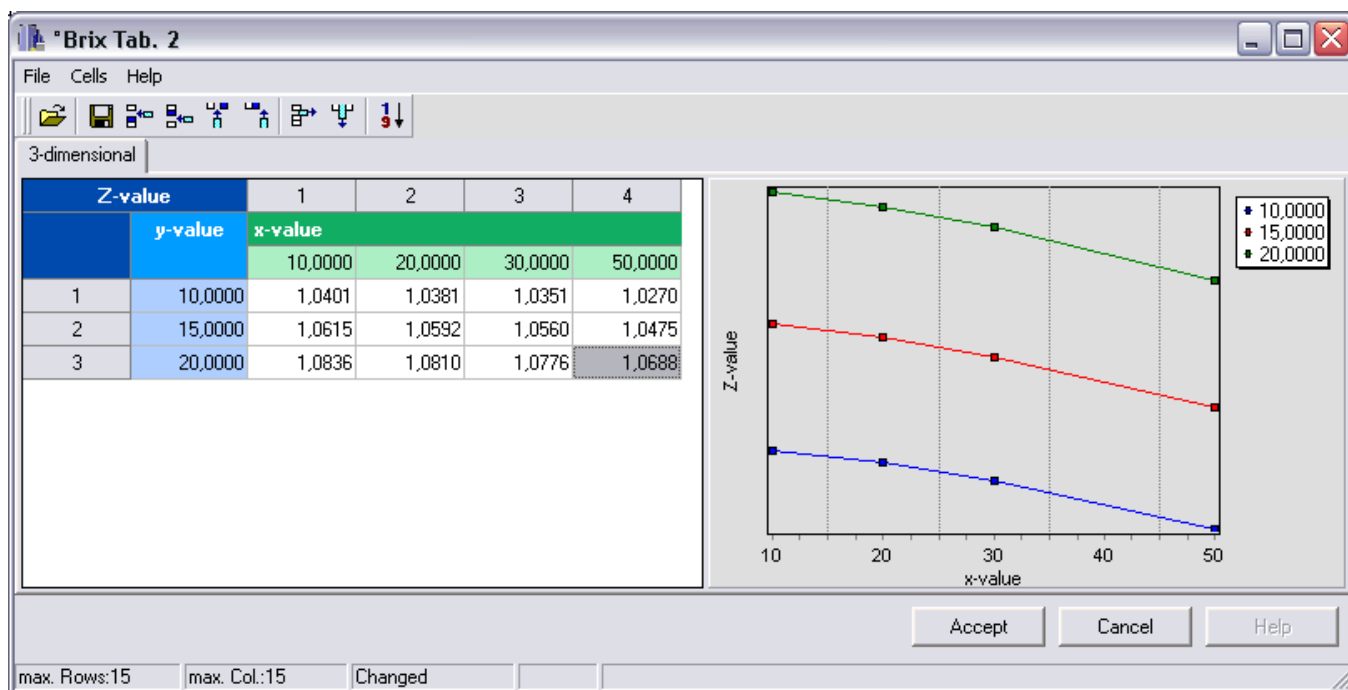 °Brix Tab. 2
File Cells Help
3-dimensional
Z-value 1 2 3 4
y-value x-value
10,0000 20,0000 30,0000 50,0000
1 10,0000 1,0401 1,0381 1,0351 1,0270
2 15,0000 1,0615 1,0592 1,0560 1,0475
3 20,0000 1,0836 1,0810 1,0776 1,0688
Z-value
10 20 30 40 50
x-value
10,0000
15,0000
20,0000
Accept Cancel Help
max. Rows:15 max. Col.:15 Changed